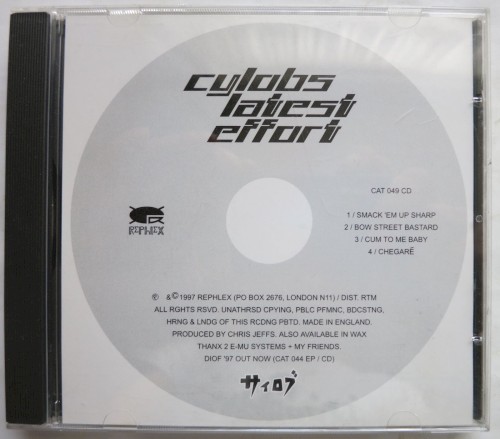 cylobs
latest
effort
CAT 049 CD
1 / SMACK 'EM UP SHARP
2 / BOW STREET BASTARD
3 / CUM TO ME BABY
4 / CHEGARĒ
REPHLEX
℗ &©1997 REPHLEX (PO BOX 2676, LONDON N11) / DIST. RTM
ALL RGHTS RSVD. UNATHRSD CPYING, PBLC PFMNC, BDCSTNG,
HRNG & LNDG OF THIS RCDNG PBTD. MADE IN ENGLAND.
PRODUCED BY CHRIS JEFFS. ALSO AVAILABLE IN WAX
THANX 2 E-MU SYSTEMS + MY FRIENDS.
DIOF '97 OUT NOW (CAT 044 EP / CD)
サイロブ